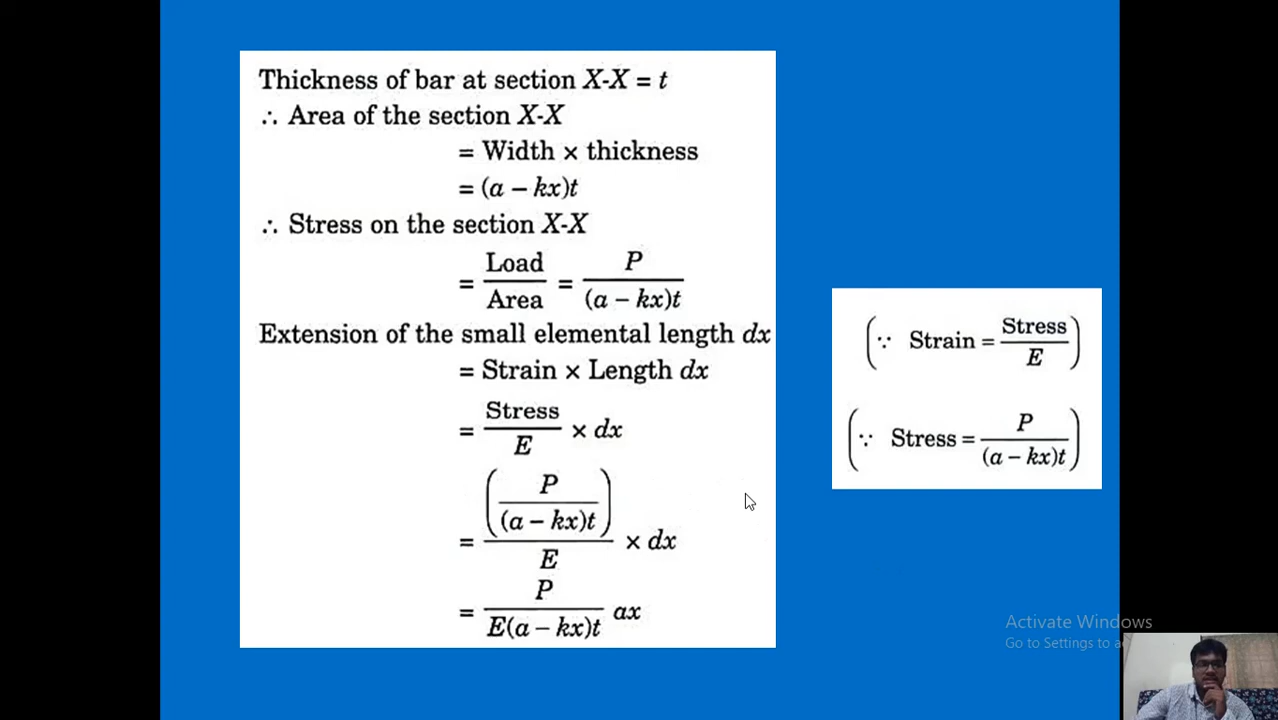 Thickness of bar at section X-X = t
∴ Area of the section X-X
= Width × thickness
= (a – kx)t
∴ Stress on the section X-X
= Load/Area = P/(a – kx)t
Extension of the small elemental length dx
= Strain × Length dx
= Stress/E × dx
= (P/(a – kx)t)/E × dx
= P/E(a – kx)t ax
(∵ Strain = Stress/E)
(∵ Stress = P/(a – kx)t)
Activate Windows
Go to Settings to a